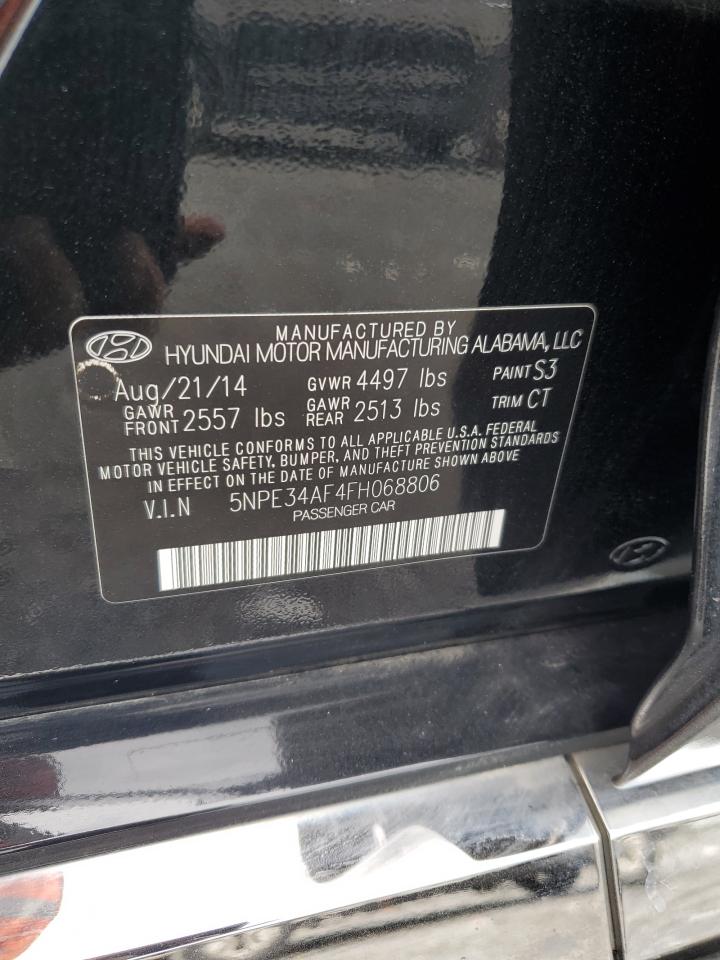 MANUFACTURED BY
HYUNDAI MOTOR MANUFACTURING ALABAMA, LLC
Aug/21/14 GVWR 4497 lbs PAINT S3
GAWR FRONT 2557 lbs GAWR REAR 2513 lbs TRIM CT
THIS VEHICLE CONFORMS TO ALL APPLICABLE U.S.A. FEDERAL
MOTOR VEHICLE SAFETY, BUMPER, AND THEFT PREVENTION STANDARDS
IN EFFECT ON THE DATE OF MANUFACTURE SHOWN ABOVE
V.I.N 5NPE34AF4FH068806
PASSENGER CAR